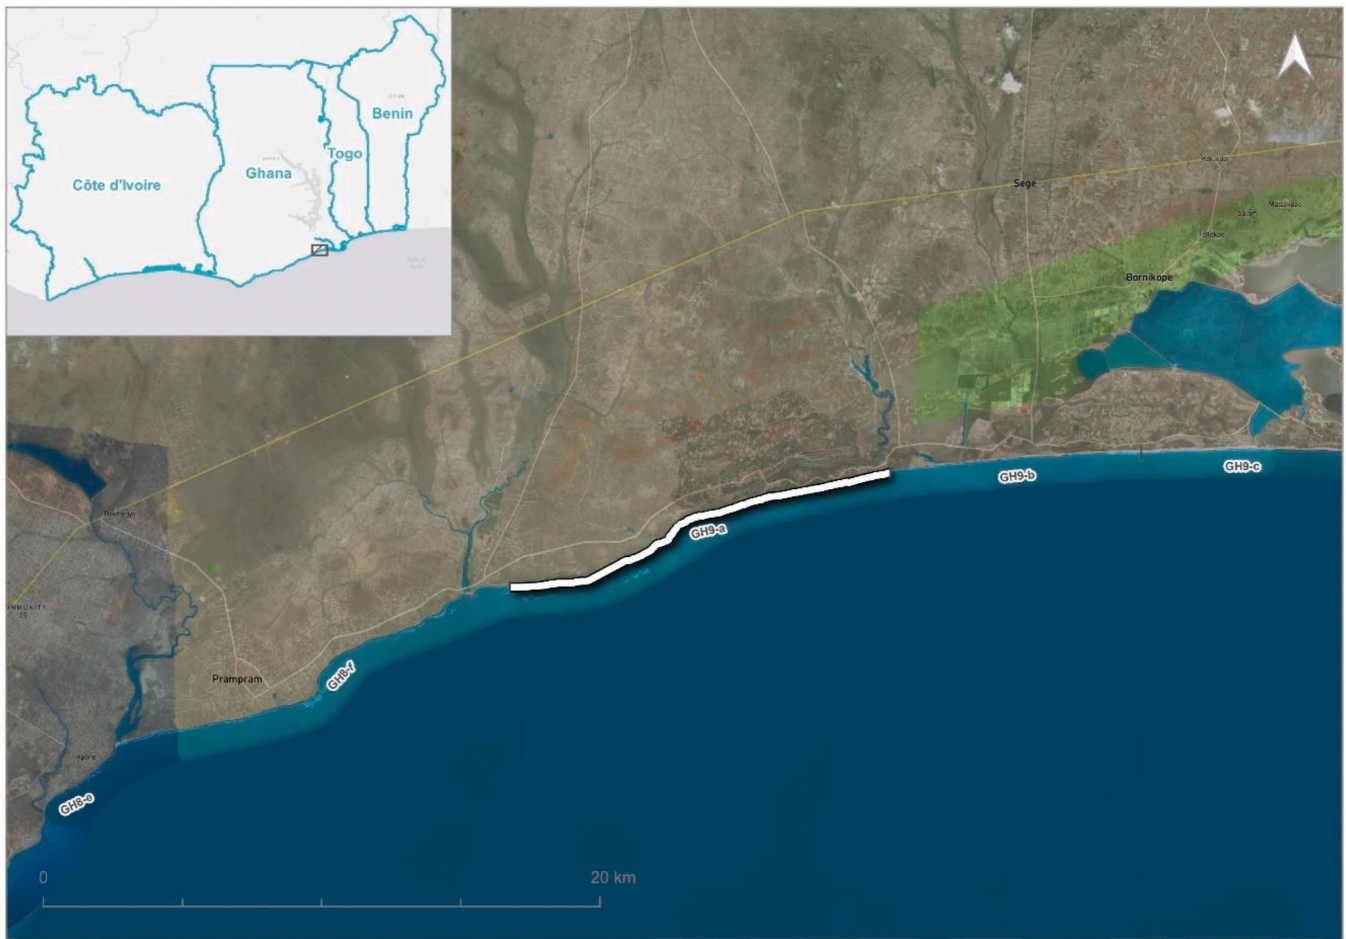 Benin
Togo
Ghana
Côte d'Ivoire
Sege
Bornikope
GH9-c
GH9-b
GH9-a
Prampram
GH8-f
GH8-e
0
20 km